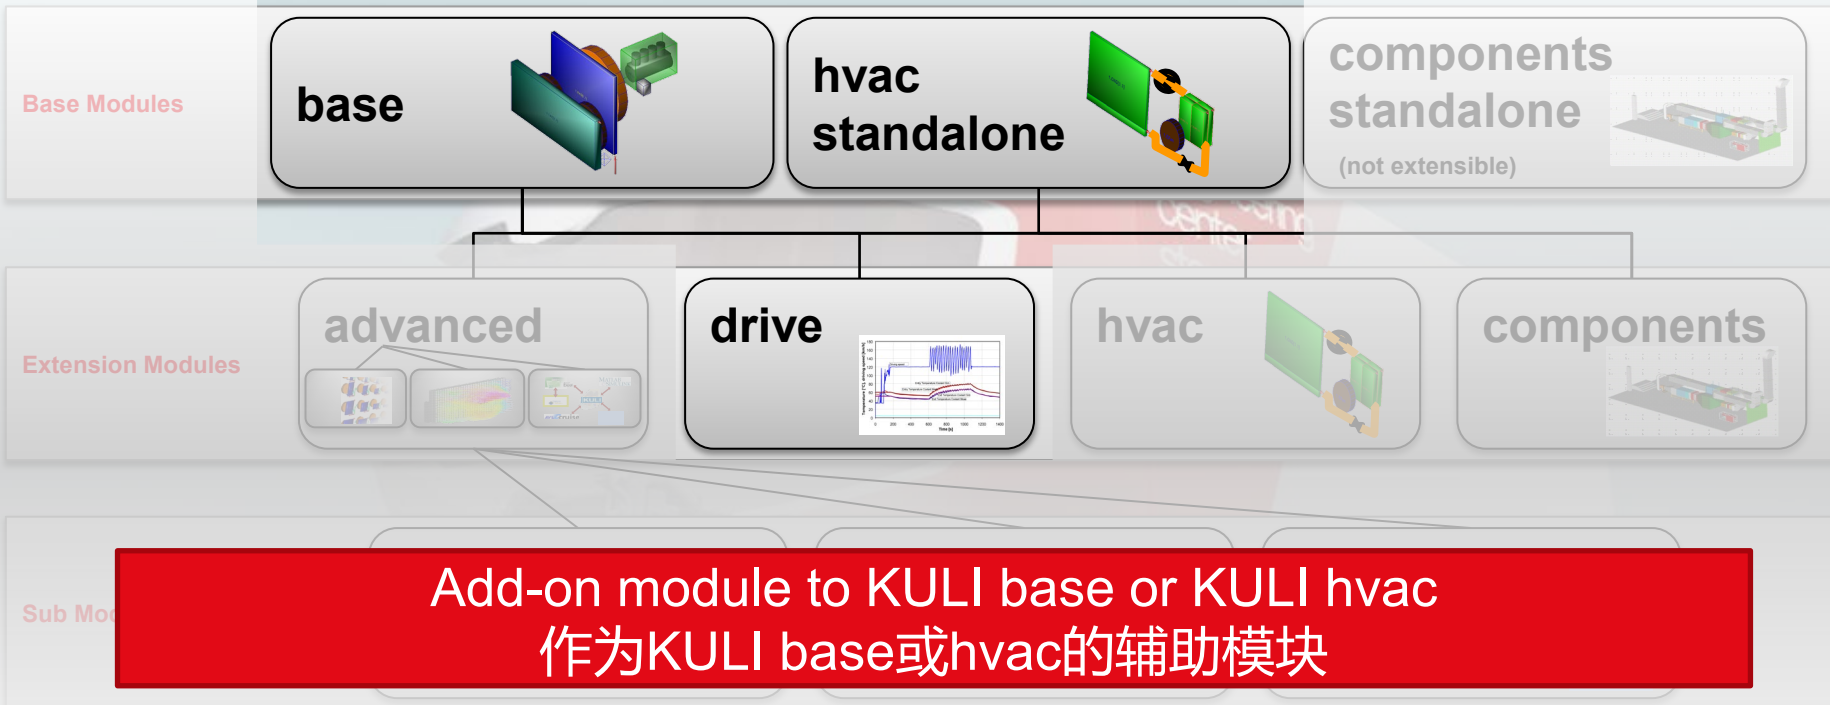 Base Modules
base
hvac
standalone
components
standalone
(not extensible)
Extension Modules
advanced
drive
hvac
components
Time [s]
Sub Mod
Add-on module to KULI base or KULI hvac
作为KULI base或hvac的辅助模块